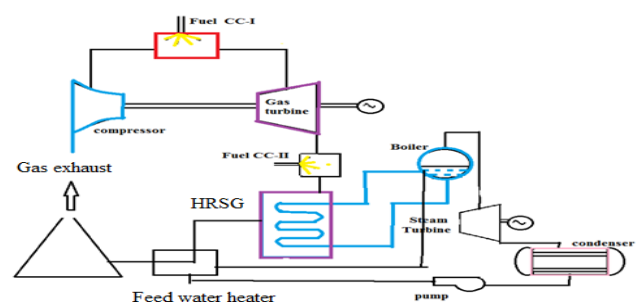 Fuel CC-I
Gas
turbine
compressor
Fuel CC-II
Boiler
Gas exhaust
HRSG
Steam
Turbine
condenser
pump
Feed water heater